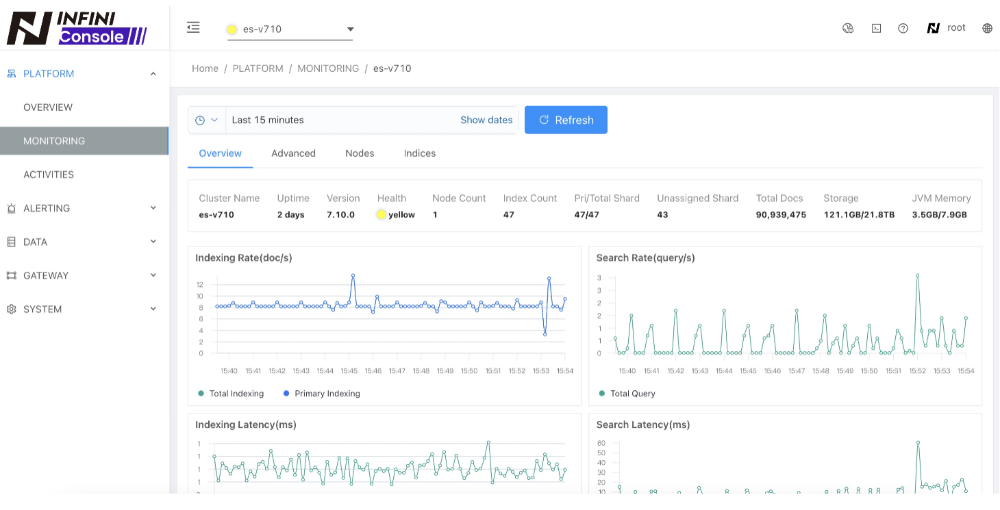 INFINI
Console
es-v710
root
PLATFORM
OVERVIEW
MONITORING
ACTIVITIES
ALERTING
DATA
GATEWAY
SYSTEM
Home / PLATFORM / MONITORING / es-v710
Last 15 minutes Show dates Refresh
Overview Advanced Nodes Indices
Cluster Name Uptime Version Health Node Count Index Count Pri/Total Shard Unassigned Shard Total Docs Storage JVM Memory
es-v710 2 days 7.10.0 yellow 1 47 47/47 43 90,939,475 121.1GB/21.8TB 3.5GB/7.9GB
Indexing Rate(doc/s)
12
10
8
6
4
2
0
15:40 15:41 15:42 15:43 15:44 15:45 15:46 15:47 15:48 15:49 15:50 15:51 15:52 15:53 15:54
Total Indexing Primary Indexing
Search Rate(query/s)
3
3
2
2
1
1
0
15:40 15:41 15:42 15:43 15:44 15:45 15:46 15:47 15:48 15:49 15:50 15:51 15:52 15:53 15:54
Total Query
Indexing Latency(ms)
1
1
1
1
Search Latency(ms)
60
50
40
30
20
10